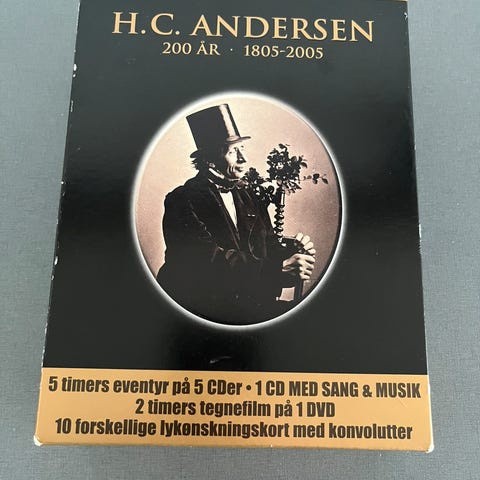 H.C. ANDERSEN
200 ÅR · 1805-2005
5 timers eventyr på 5 CDer • 1 CD MED SANG & MUSIK
2 timers tegnefilm på 1 DVD
10 forskellige lykønskningskort med konvolutter